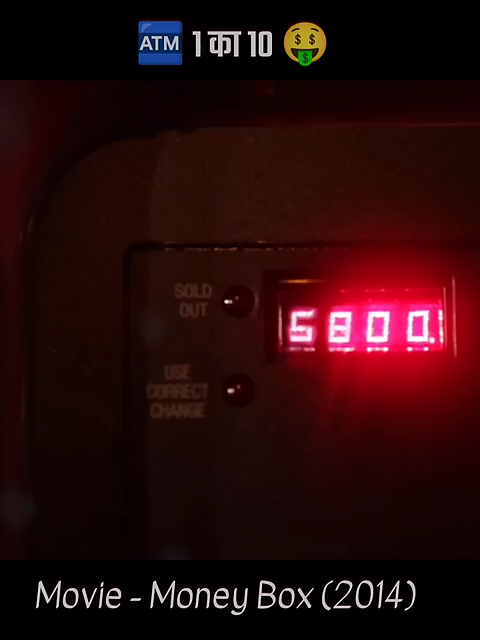 ATM 1 का 10
SOLD
OUT
5800.
USE
CORRECT
CHANGE
Movie - Money Box (2014)